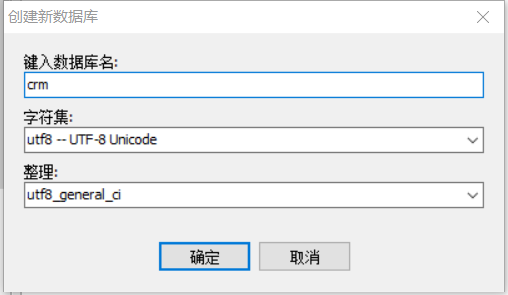 创建新数据库
键入数据库名:
crm
字符集:
utf8 -- UTF-8 Unicode
整理:
utf8_general_ci
确定 取消